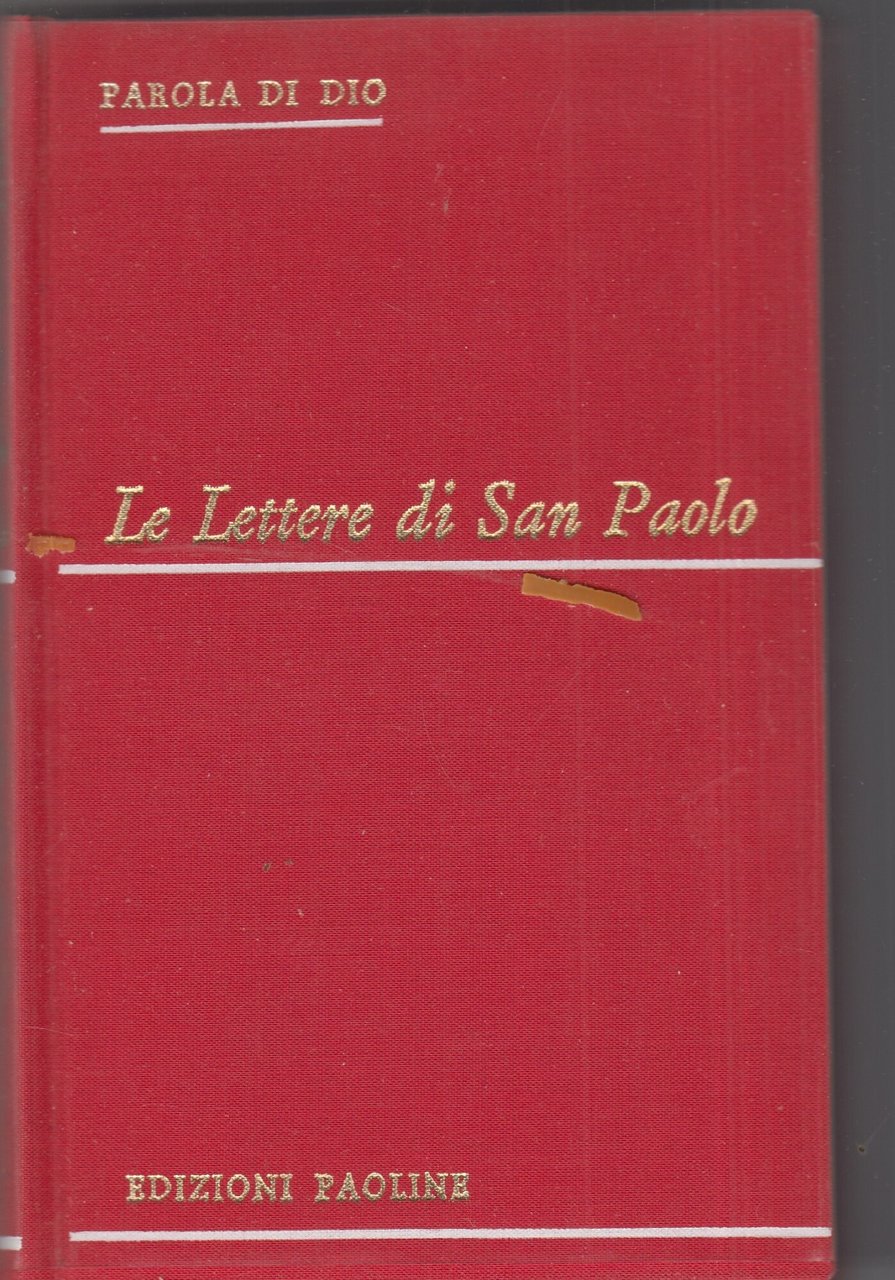 PAROLA DI DIO
Le Lettere di San Paolo
EDIZIONI PAOLINE